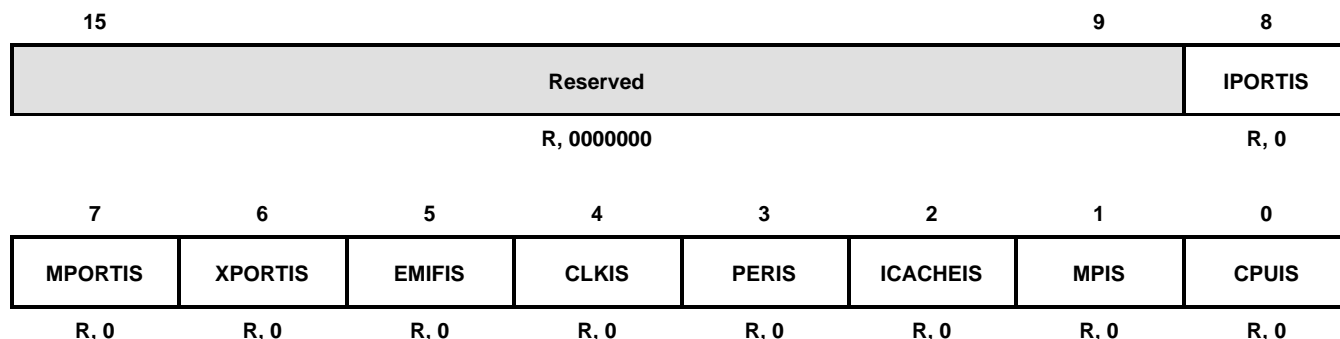 15 9 8
Reserved IPORTIS
R, 0000000 R, 0
7 6 5 4 3 2 1 0
MPORTIS XPORTIS EMIFIS CLKIS PERIS ICACHEIS MPIS CPUIS
R, 0 R, 0 R, 0 R, 0 R, 0 R, 0 R, 0 R, 0